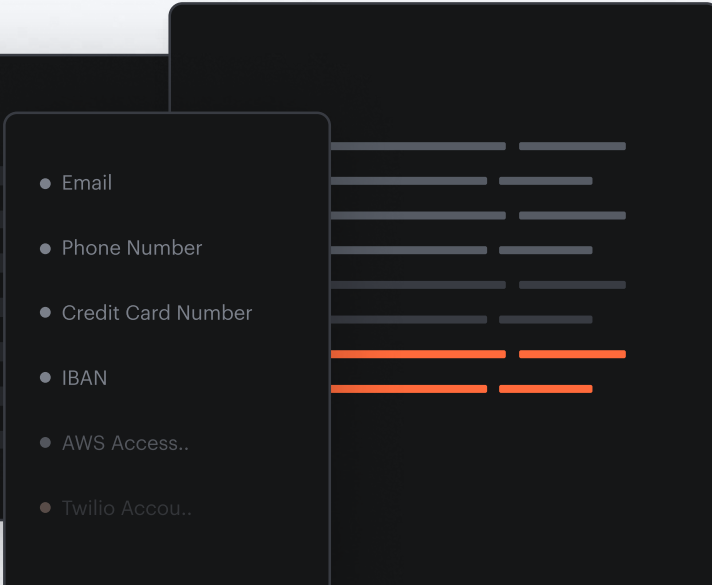 Email
Phone Number
Credit Card Number
IBAN
AWS Access..
Twilio Accou..